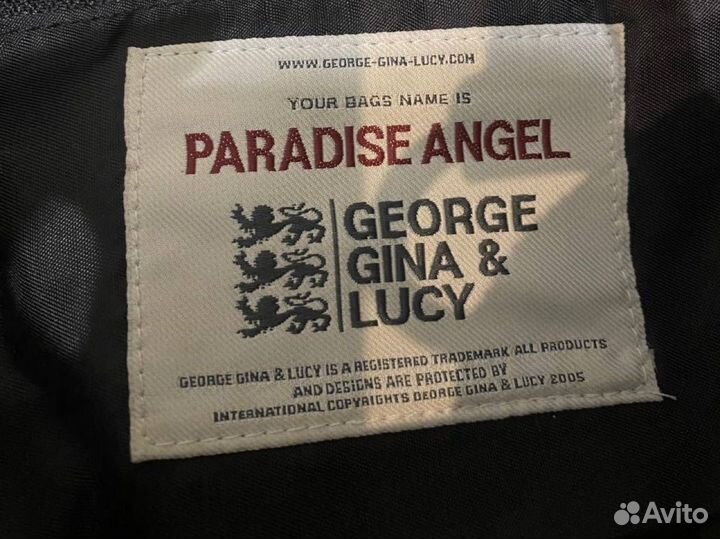 WWW.GEORGE-GINA-LUCY.COM
YOUR BAGS NAME IS
PARADISE ANGEL
GEORGE
GINA &
LUCY
GEORGE GINA & LUCY IS A REGISTERED TRADEMARK ALL PRODUCTS
AND DESIGNS ARE PROTECTED BY
INTERNATIONAL COPYRIGHTS GEORGE GINA & LUCY 2005
Avito